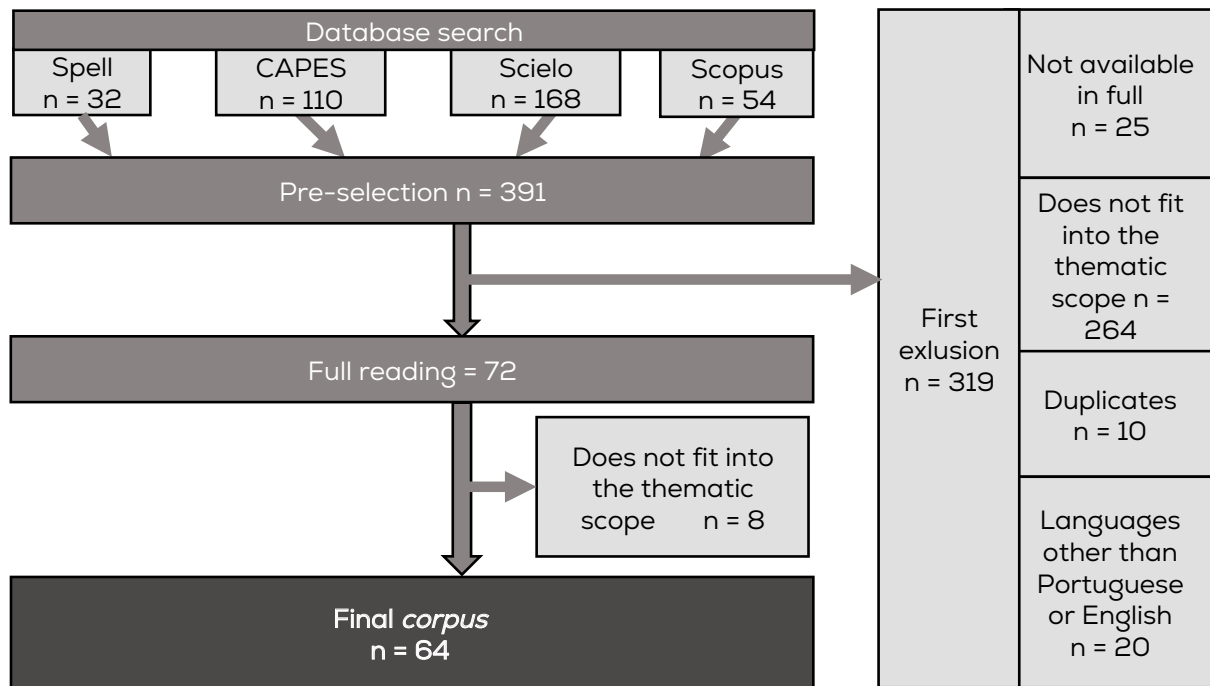 Database search
Spell
n = 32
CAPES
n = 110
Scielo
n = 168
Scopus
n = 54
Pre-selection n = 391
Full reading = 72
Does not fit into
the thematic
scope n = 8
Final corpus
n = 64
First
exlusion
n = 319
Not available
in full
n = 25
Does not fit
into the
thematic
scope n =
264
Duplicates
n = 10
Languages
other than
Portuguese
or English
n = 20